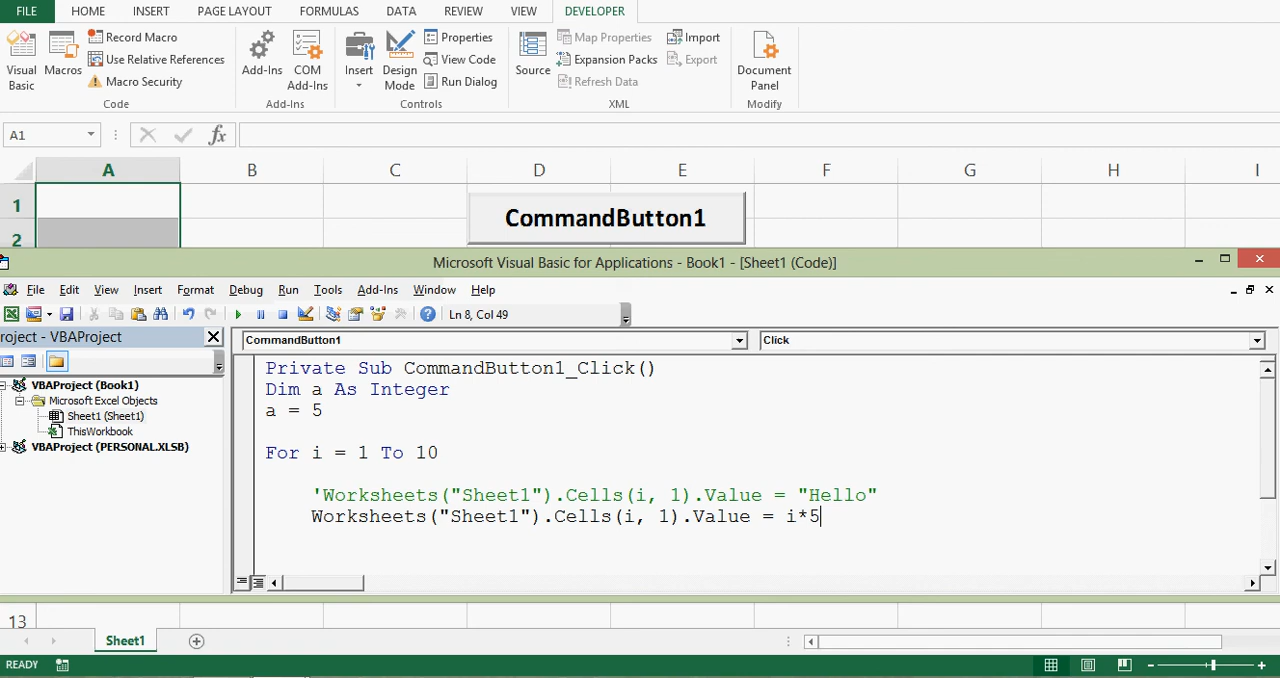 FILE HOME INSERT PAGE LAYOUT FORMULAS DATA REVIEW VIEW DEVELOPER
Visual Basic
Macros
Record Macro
Use Relative References
Macro Security
Code
Add-Ins
COM Add-Ins
Add-Ins
Insert
Design Mode
Properties
View Code
Run Dialog
Controls
Source
Map Properties
Expansion Packs
Refresh Data
Import
Export
XML
Document Panel
Modify
A1
fx
A B C D E F G H I
1
2
CommandButton1
Microsoft Visual Basic for Applications - Book1 - [Sheet1 (Code)]
File Edit View Insert Format Debug Run Tools Add-Ins Window Help
Ln 8, Col 49
roject - VBAProject
VBAProject (Book1)
Microsoft Excel Objects
Sheet1 (Sheet1)
ThisWorkbook
VBAProject (PERSONAL.XLSB)
CommandButton1 Click
Private Sub CommandButton1_Click()
Dim a As Integer
a = 5
For i = 1 To 10
'Worksheets("Sheet1").Cells(i, 1).Value = "Hello"
Worksheets("Sheet1").Cells(i, 1).Value = i*5
13
Sheet1
READY